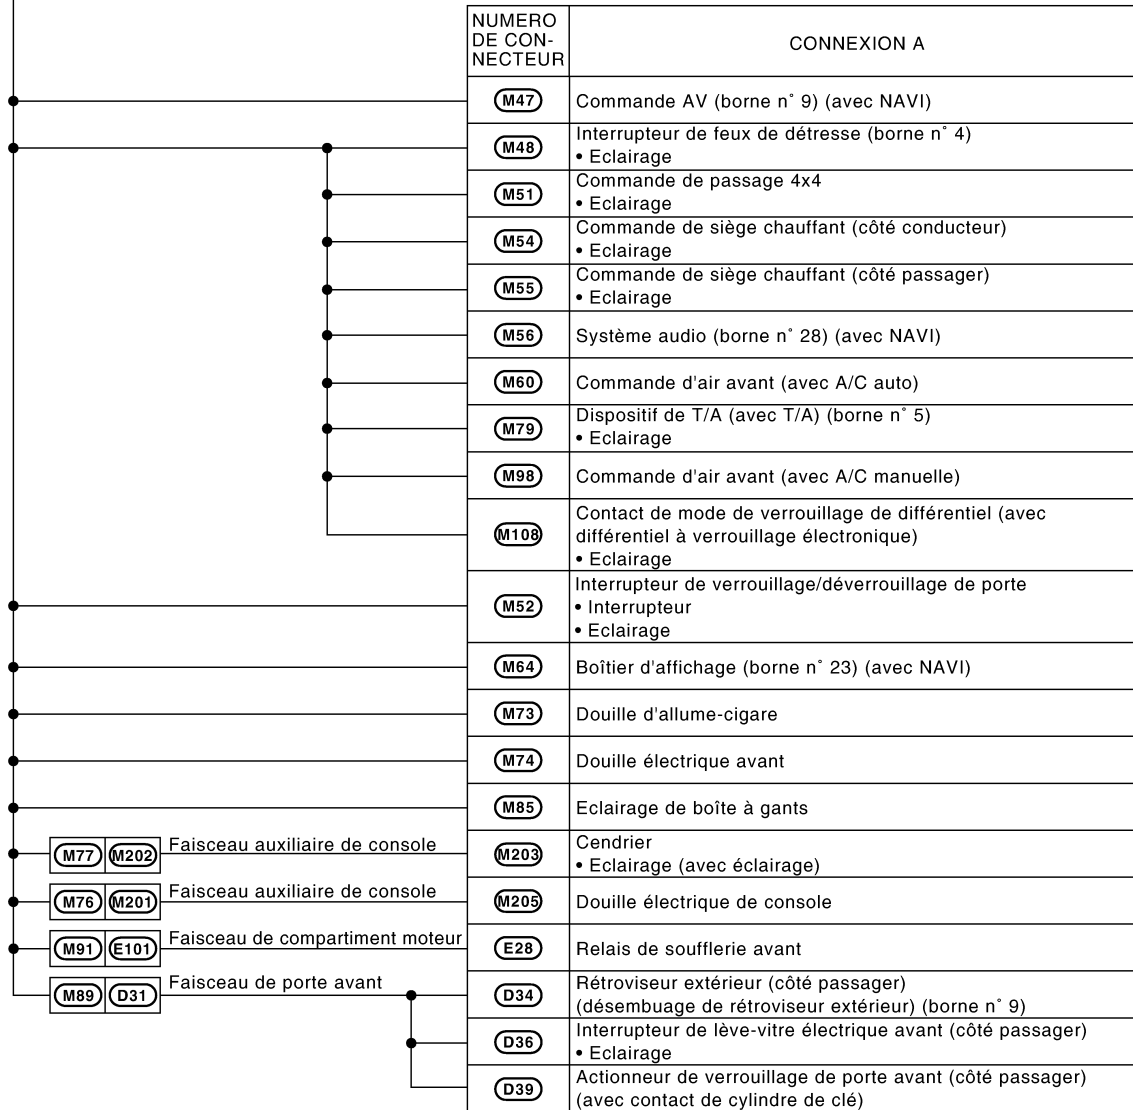 NUMERO
DE CON-
NECTEUR
CONNEXION A
M47
Commande AV (borne n° 9) (avec NAVI)
M48
Interrupteur de feux de détresse (borne n° 4)
• Eclairage
M51
Commande de passage 4x4
• Eclairage
M54
Commande de siège chauffant (côté conducteur)
• Eclairage
M55
Commande de siège chauffant (côté passager)
• Eclairage
M56
Système audio (borne n° 28) (avec NAVI)
M60
Commande d'air avant (avec A/C auto)
M79
Dispositif de T/A (avec T/A) (borne n° 5)
• Eclairage
M98
Commande d'air avant (avec A/C manuelle)
M108
Contact de mode de verrouillage de différentiel (avec
différentiel à verrouillage électronique)
• Eclairage
M52
Interrupteur de verrouillage/déverrouillage de porte
• Interrupteur
• Eclairage
M64
Boîtier d'affichage (borne n° 23) (avec NAVI)
M73
Douille d'allume-cigare
M74
Douille électrique avant
M85
Eclairage de boîte à gants
M77 M202 Faisceau auxiliaire de console
M203
Cendrier
• Eclairage (avec éclairage)
M76 M201 Faisceau auxiliaire de console
M205
Douille électrique de console
M91 E101 Faisceau de compartiment moteur
E28
Relais de soufflerie avant
M89 D31 Faisceau de porte avant
D34
Rétroviseur extérieur (côté passager)
(désembuage de rétroviseur extérieur) (borne n° 9)
D36
Interrupteur de lève-vitre électrique avant (côté passager)
• Eclairage
D39
Actionneur de verrouillage de porte avant (côté passager)
(avec contact de cylindre de clé)